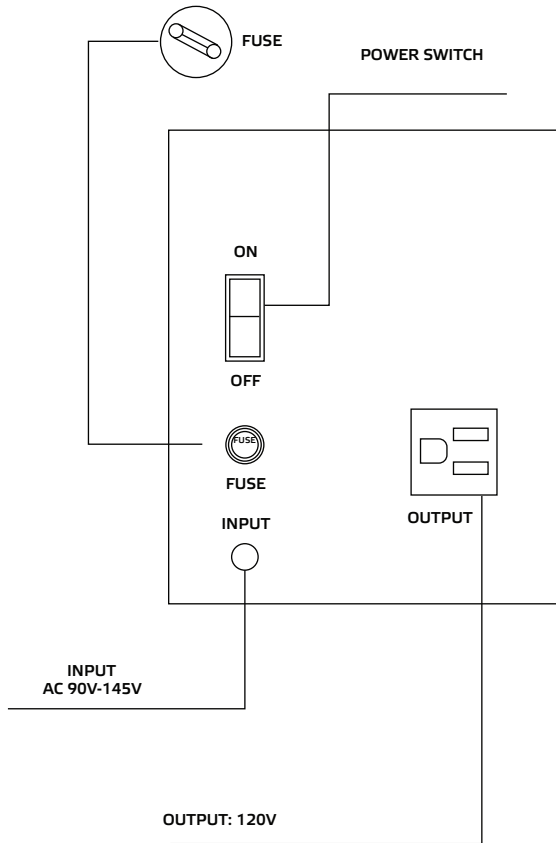 FUSE
POWER SWITCH
ON
OFF
FUSE
FUSE
INPUT
OUTPUT
INPUT
AC 90V-145V
OUTPUT: 120V